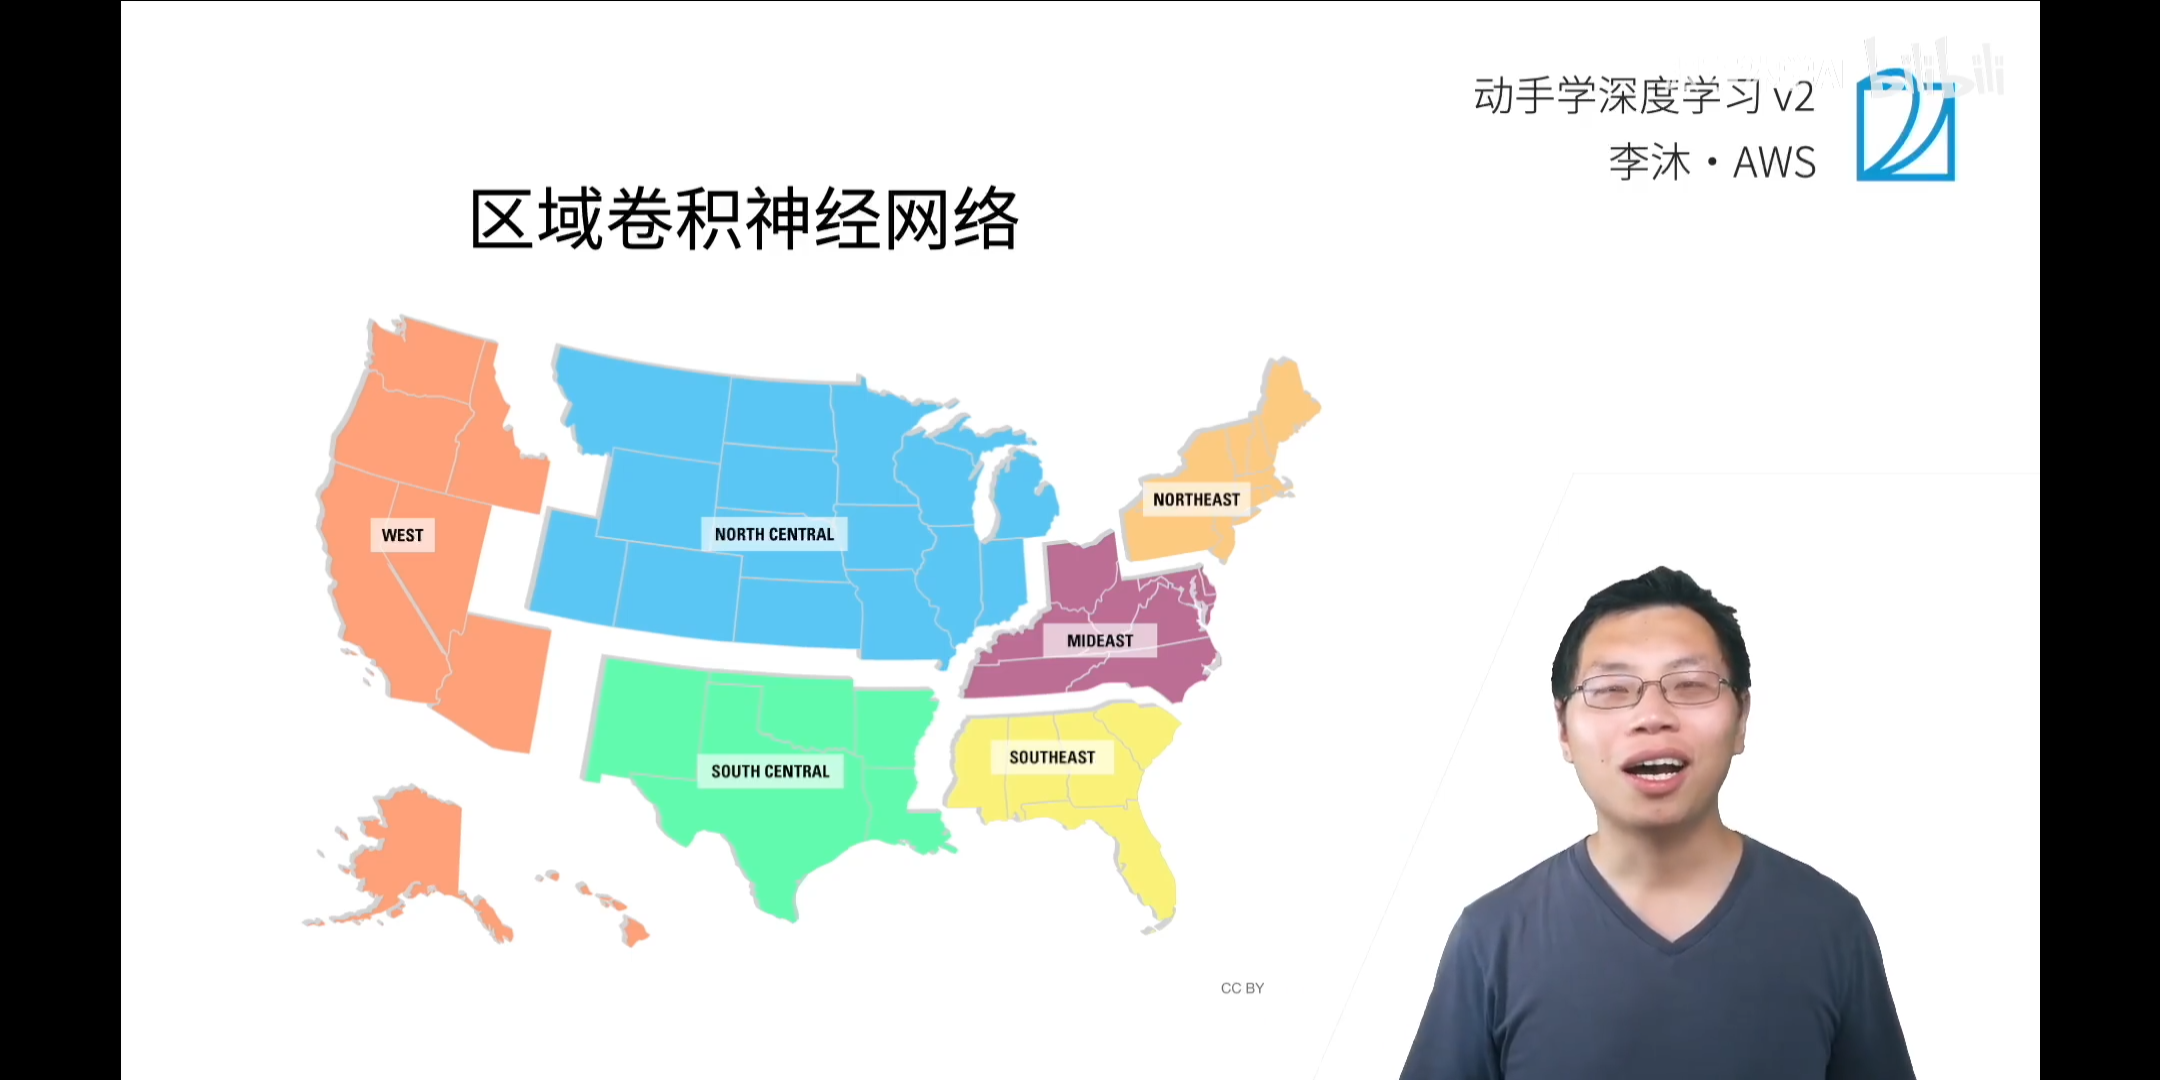 动手学深度学习 v2
李沐·AWS
bilibili
区域卷积神经网络
WEST
NORTH CENTRAL
NORTHEAST
MIDEAST
SOUTH CENTRAL
SOUTHEAST
CC BY